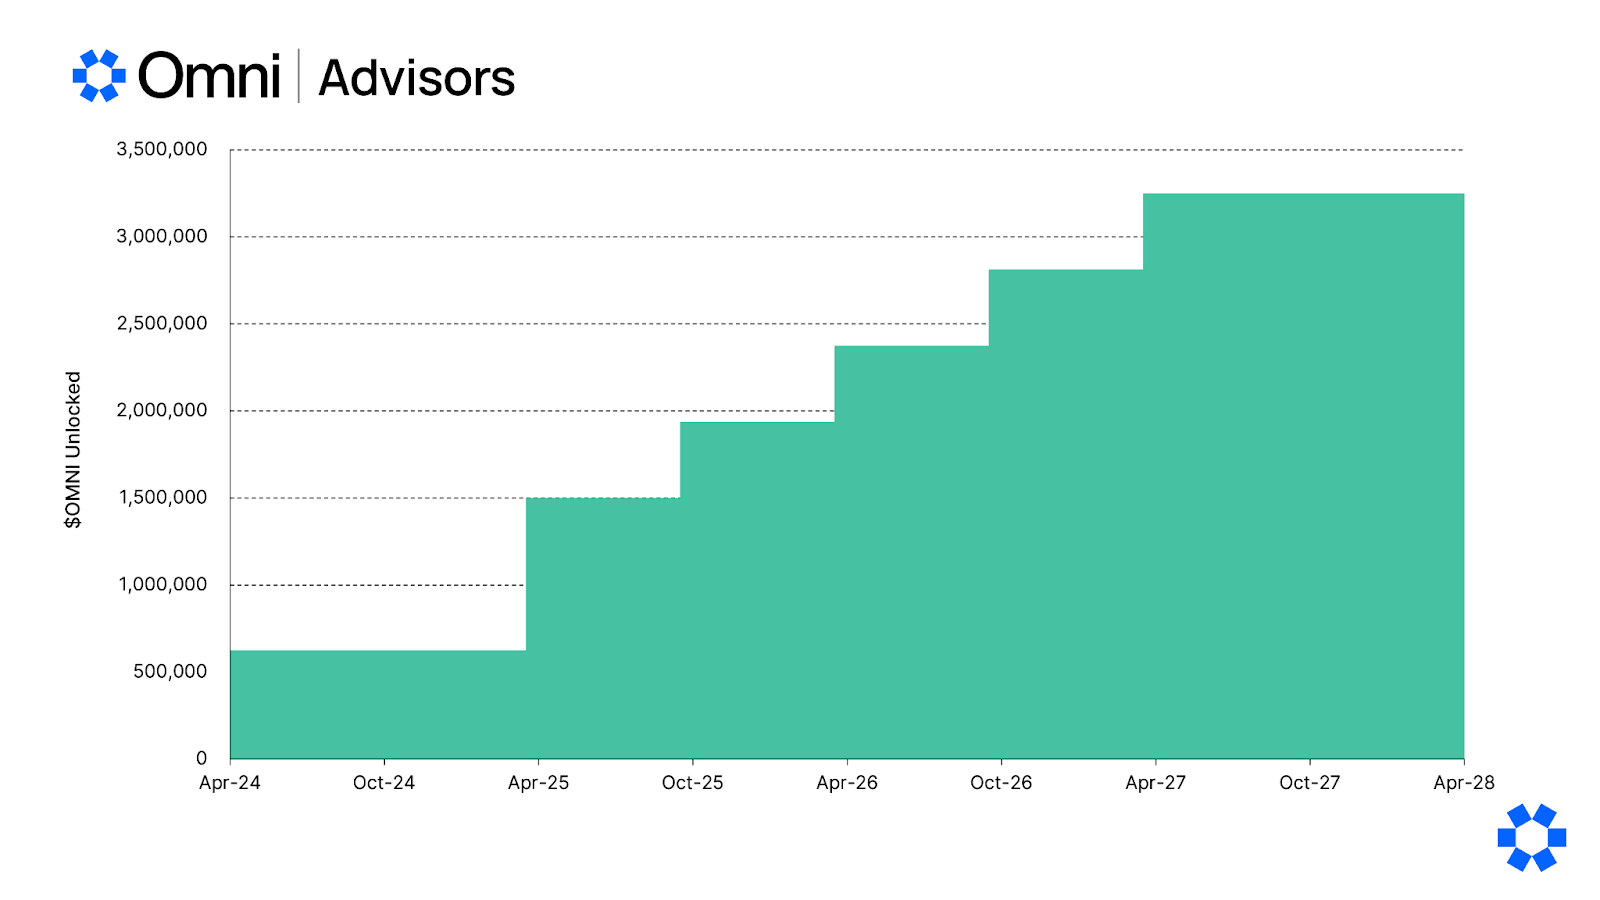 Omni | Advisors
3,500,000
3,000,000
2,500,000
2,000,000
1,500,000
1,000,000
500,000
0
$OMNI Unlocked
Apr-24 Oct-24 Apr-25 Oct-25 Apr-26 Oct-26 Apr-27 Oct-27 Apr-28